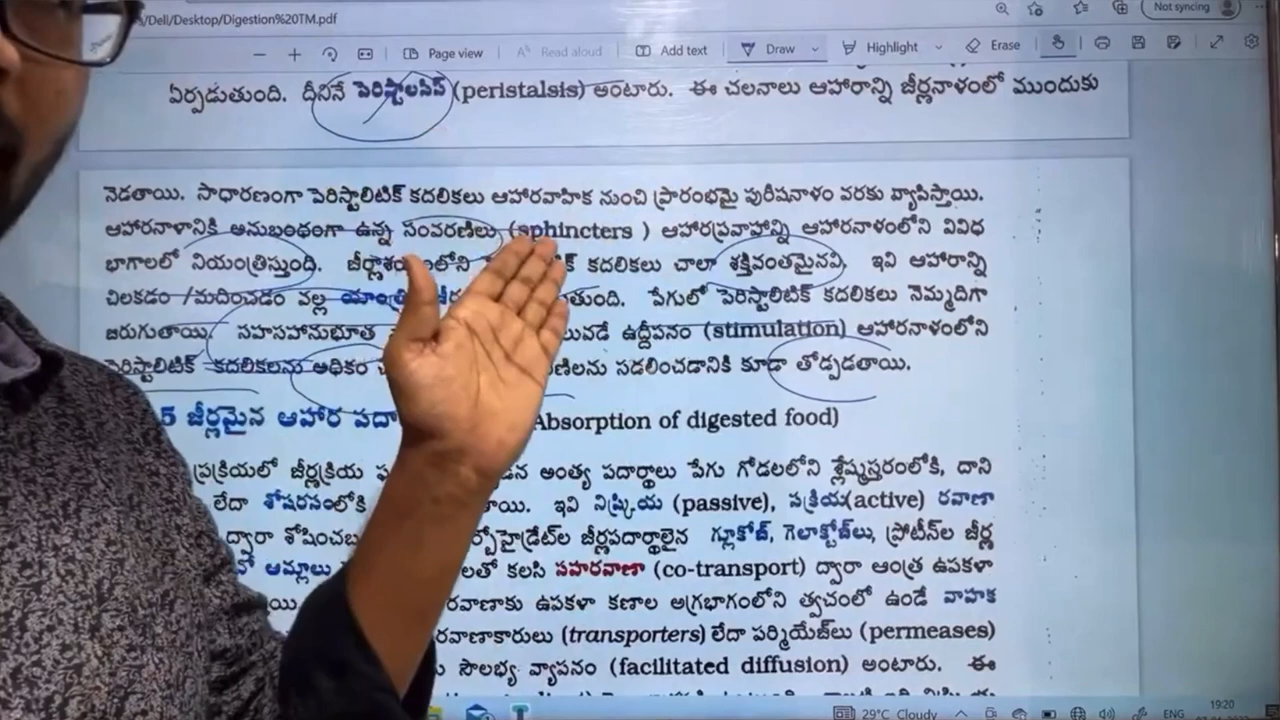 /Dell/Desktop/Digestion%20TM.pdf
Not syncing
Page view Read aloud Add text Draw Highlight Erase
ఏర్పడుతుంది. దీనినే పెరిస్టాలసిస్ (peristalsis) అంటారు. ఈ చలనాలు ఆహారాన్ని జీర్ణనాళంలో ముందుకు
నెడతాయి. సాధారణంగా పెరిస్టాలిటిక్ కదలికలు ఆహారవాహిక నుంచి ప్రారంభమై పురీషనాళం వరకు వ్యాపిస్తాయి.
ఆహారనాళానికి అనుబంధంగా ఉన్న సంవరణిలు (sphincters ) ఆహారప్రవాహాన్ని ఆహారనాళంలోని వివిధ
భాగాలలో నియంత్రిస్తుంది. కదలికలు చాలా శక్తివంతమైనవి, ఇవి ఆహారాన్ని
చిలకడం /మదించడం వల్ల పేగులో పెరిస్టాలిటిక్ కదలికలు నెమ్మదిగా
జరుగుతాయి. సహసహానుభూత ఉద్దీపనం (stimulation) ఆహారనాళంలోని
పెరిస్టాలిటిక్ కదలికలను అధికం సడలించడానికి కూడా తోడ్పడతాయి.
5 జీర్ణమైన ఆహార Absorption of digested food)
ప్రక్రియలో జీర్ణక్రియ అంత్య పదార్థాలు పేగు గోడలలోని శ్లేష్మస్తరంలోకి, దాని
లేదా శోషరసంలోకి ఇవి నిష్క్రియ (passive), సక్రియ(active) రవాణా
ద్వారా జీర్ణపదార్థాలైన గ్లూకోజ్, గెలాక్టోజ్‌లు, ప్రోటీన్‌ల జీర్ణ
ఆమ్లాలు కలసి సహరవాణా (co-transport) ద్వారా ఆంత్ర ఉపకళా
ఉపకళా కణాల అగ్రభాగంలోని త్వచంలో ఉండే వాహక
(transporters) లేదా పర్మియేజ్‌లు (permeases)
సౌలభ్య వ్యాపనం (facilitated diffusion) అంటారు. ఈ
29°C Cloudy ENG 19:20